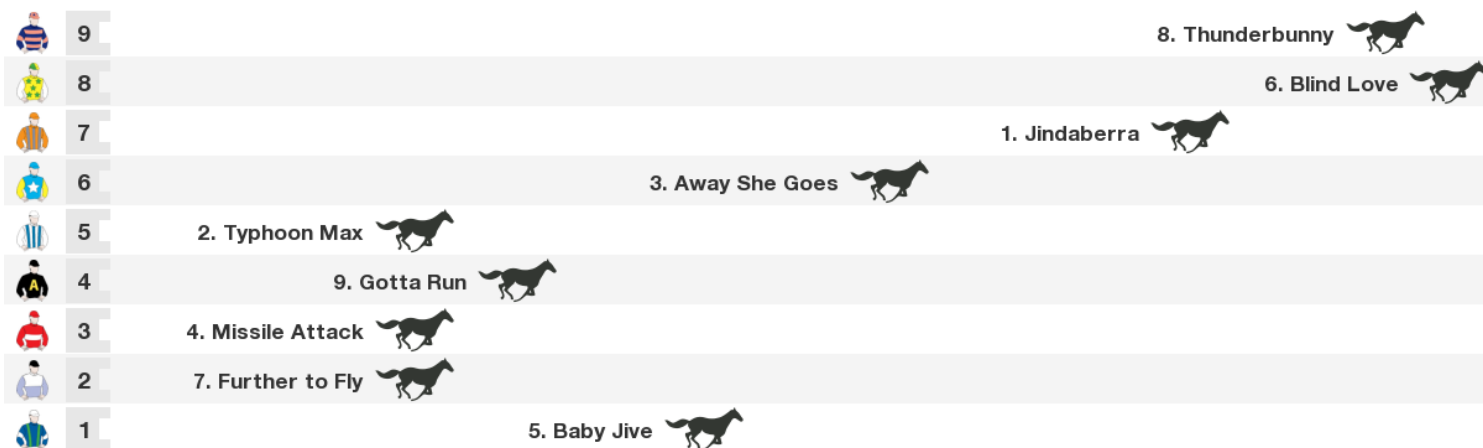 9 8. Thunderbunny
8 6. Blind Love
7 1. Jindaberra
6 3. Away She Goes
5 2. Typhoon Max
A 4 9. Gotta Run
3 4. Missile Attack
2 7. Further to Fly
1 5. Baby Jive